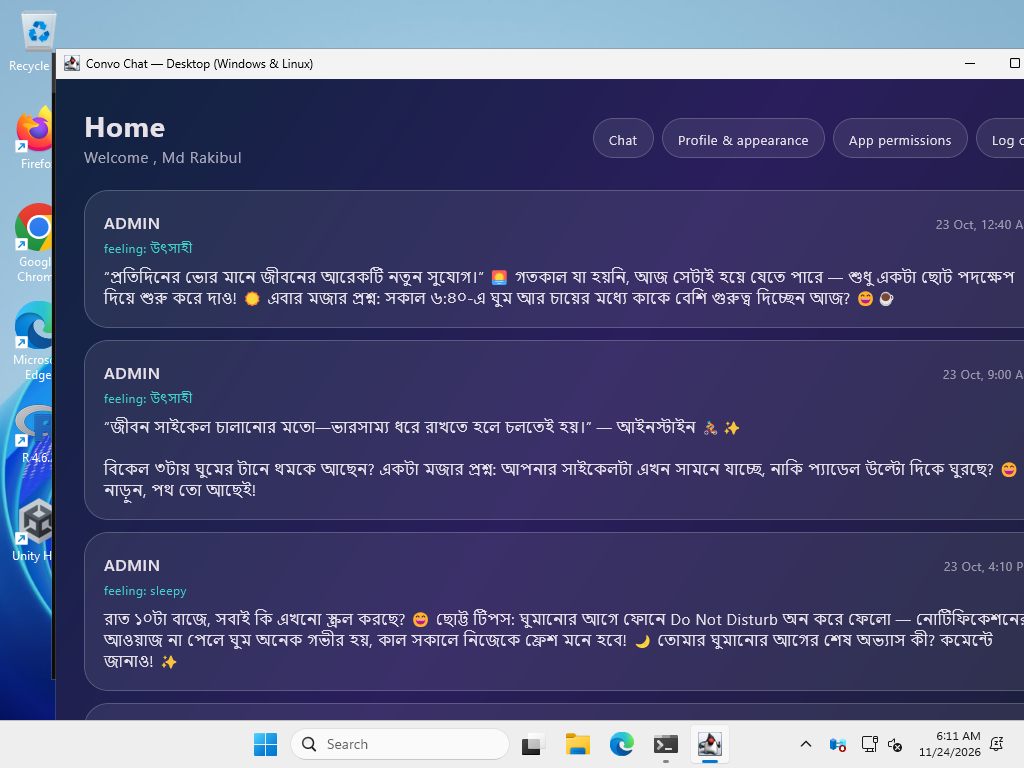 Recycle
Convo Chat — Desktop (Windows & Linux)
Firefo
Googl
Chrom
Microso
Edge
R 4.6.
Unity H
Home
Welcome , Md Rakibul
Chat
Profile & appearance
App permissions
Log o
ADMIN
23 Oct, 12:40 A
feeling: উৎসাহী
“প্রতিদিনের ভোর মানে জীবনের আরেকটি নতুন সুযোগ।” 🌅 গতকাল যা হয়নি, আজ সেটাই হয়ে যেতে পারে — শুধু একটা ছোট পদক্ষেপ
দিয়ে শুরু করে দাও! 🌞 এবার মজার প্রশ্ন: সকাল ৬:৪০-এ ঘুম আর চায়ের মধ্যে কাকে বেশি গুরুত্ব দিচ্ছেন আজ? 😄☕
ADMIN
23 Oct, 9:00 A
feeling: উৎসাহী
“জীবন সাইকেল চালানোর মতো—ভারসাম্য ধরে রাখতে হলে চলতেই হয়।” — আইনস্টাইন 🚴✨
বিকেল ৩টায় ঘুমের টানে থমকে আছেন? একটা মজার প্রশ্ন: আপনার সাইকেলটা এখন সামনে যাচ্ছে, নাকি প্যাডেল উল্টো দিকে ঘুরছে? 😄
নাড়ুন, পথ তো আছেই!
ADMIN
23 Oct, 4:10 P
feeling: sleepy
রাত ১০টা বাজে, সবাই কি এখনো স্ক্রল করছে? 😄 ছোট্ট টিপস: ঘুমানোর আগে ফোনে Do Not Disturb অন করে ফেলো — নোটিফিকেশনের
আওয়াজ না পেলে ঘুম অনেক গভীর হয়, কাল সকালে নিজেকে ফ্রেশ মনে হবে! 🌙 তোমার ঘুমানোর আগের শেষ অভ্যাস কী? কমেন্টে
জানাও! ✨
Search
6:11 AM
11/24/2026